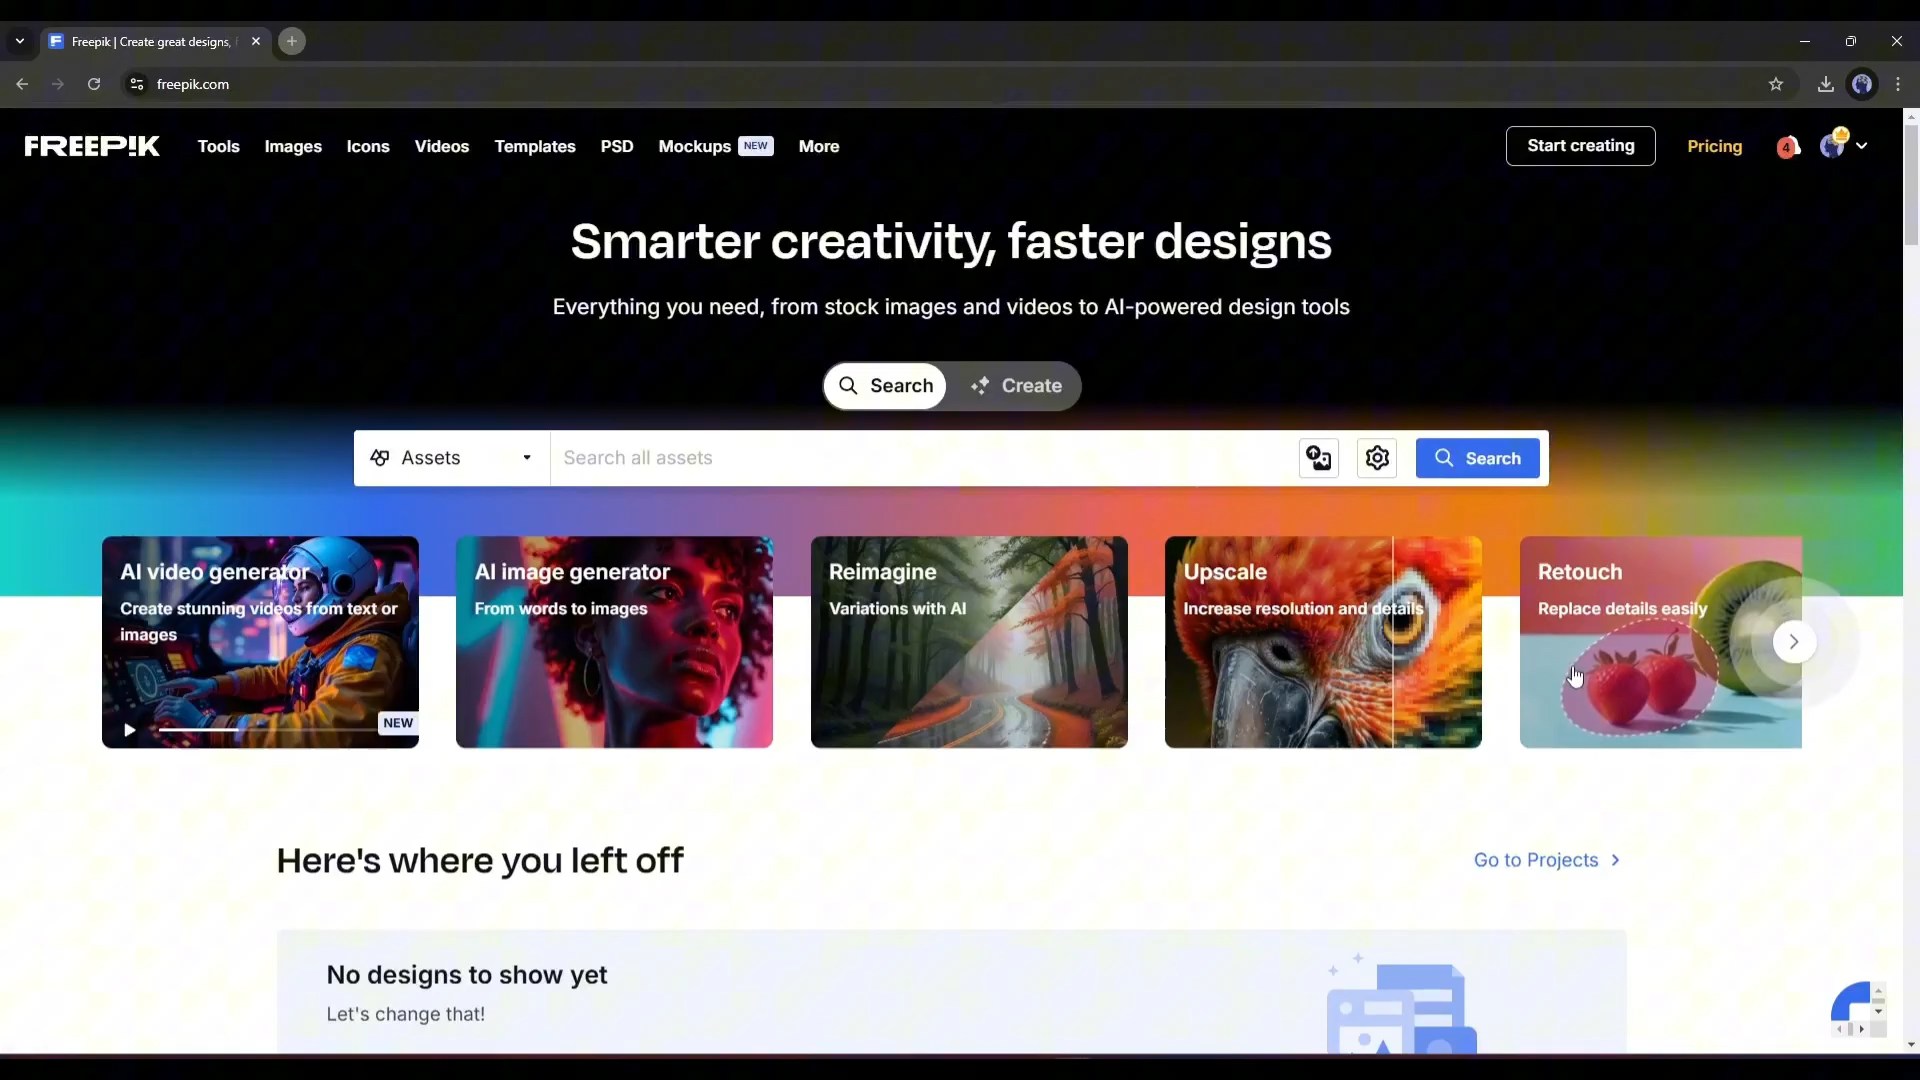 Freepik | Create great designs,
freepik.com
FREEP!K
Tools
Images
Icons
Videos
Templates
PSD
Mockups NEW
More
Start creating
Pricing
4
Smarter creativity, faster designs
Everything you need, from stock images and videos to AI-powered design tools
Search
Create
Assets
Search all assets
Search
AI video generator
Create stunning videos from text or
images
NEW
AI image generator
From words to images
Reimagine
Variations with AI
Upscale
Increase resolution and details
Retouch
Replace details easily
Here's where you left off
Go to Projects
No designs to show yet
Let's change that!